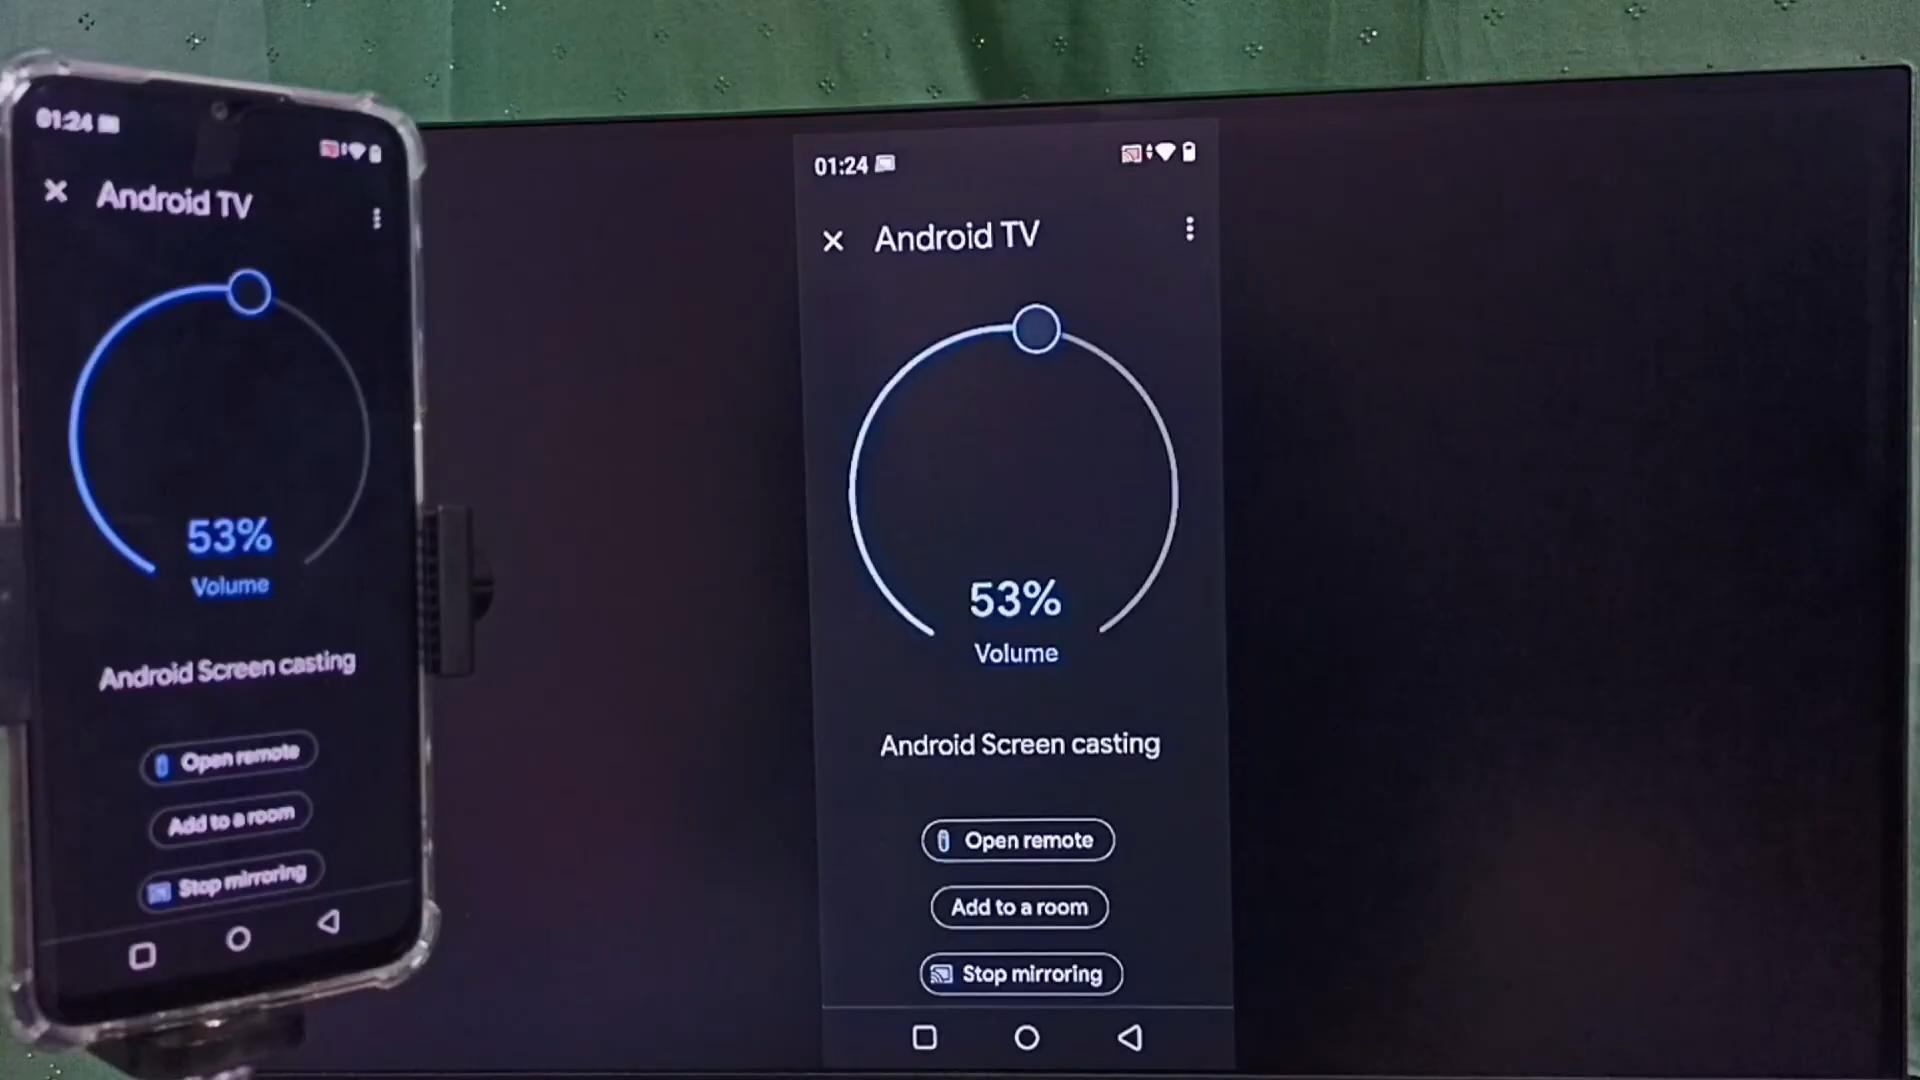 01:24
Android TV
53%
Volume
Android Screen casting
Open remote
Add to a room
Stop mirroring
01:24
Android TV
53%
Volume
Android Screen casting
Open remote
Add to a room
Stop mirroring